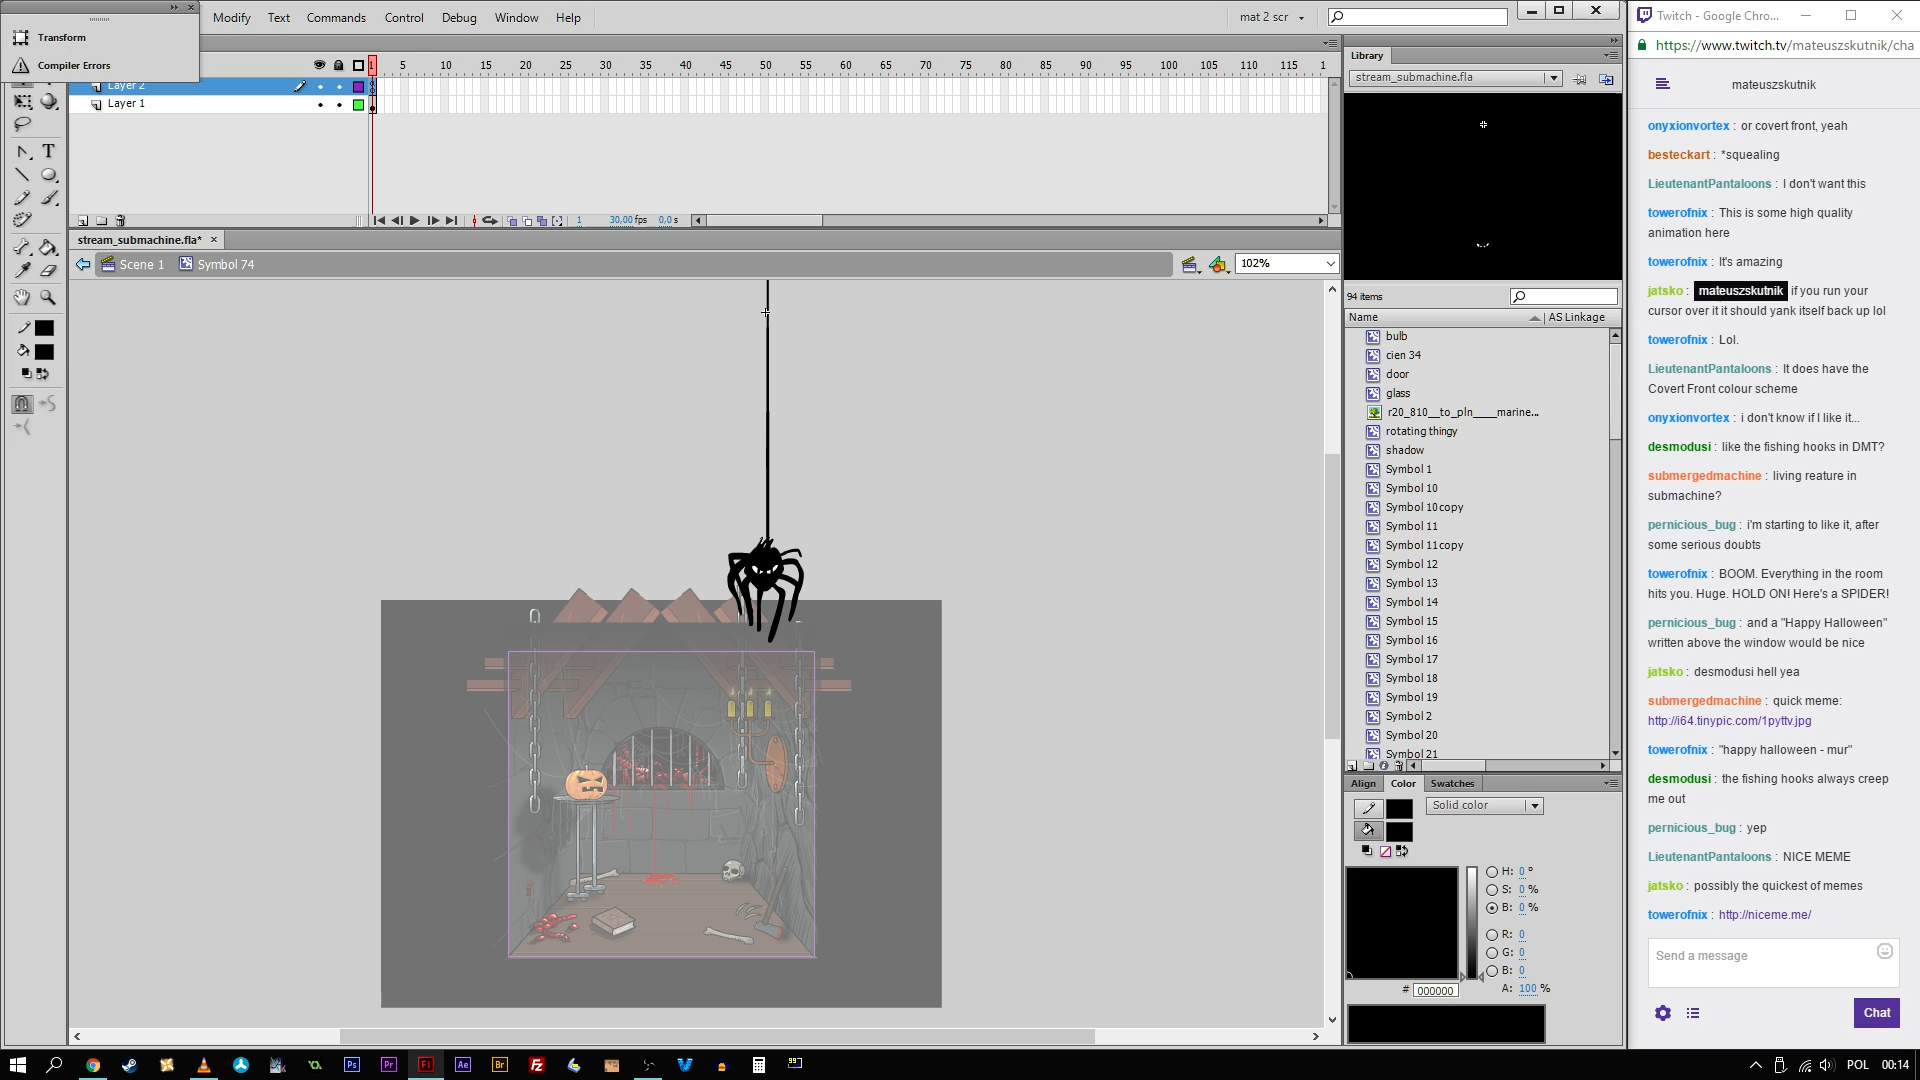 Modify Text Commands Control Debug Window Help
mat 2 scr
Transform
Compiler Errors
1 5 10 15 20 25 30 35 40 45 50 55 60 65 70 75 80 85 90 95 100 105 110 115 1
Layer 2
Layer 1
1 30,00 fps 0,0 s
stream_submachine.fla*
Scene 1 Symbol 74
102%
Library
stream_submachine.fla
94 items
Name AS Linkage
bulb
cien 34
door
glass
r20_810__to_pln____marine...
rotating thingy
shadow
Symbol 1
Symbol 10
Symbol 10 copy
Symbol 11
Symbol 11 copy
Symbol 12
Symbol 13
Symbol 14
Symbol 15
Symbol 16
Symbol 17
Symbol 18
Symbol 19
Symbol 2
Symbol 20
Symbol 21
Align Color Swatches
Solid color
H: 0 °
S: 0 %
B: 0 %
R: 0
G: 0
B: 0
A: 100 %
# 000000
Twitch - Google Chro...
https://www.twitch.tv/mateuszskutnik/cha
mateuszskutnik
onyxionvortex : or covert front, yeah
besteckart : *squealing
LieutenantPantaloons : I don't want this
towerofnix : This is some high quality
animation here
towerofnix : It's amazing
jatsko : mateuszskutnik if you run your
cursor over it it should yank itself back up lol
towerofnix : Lol.
LieutenantPantaloons : It does have the
Covert Front colour scheme
onyxionvortex : i don't know if I like it...
desmodusi : like the fishing hooks in DMT?
submergedmachine : living reature in
submachine?
pernicious_bug : i'm starting to like it, after
some serious doubts
towerofnix : BOOM. Everything in the room
hits you. Huge. HOLD ON! Here's a SPIDER!
pernicious_bug : and a "Happy Halloween"
written above the window would be nice
jatsko : desmodusi hell yea
submergedmachine : quick meme:
http://i64.tinypic.com/1pyttv.jpg
towerofnix : "happy halloween - mur"
desmodusi : the fishing hooks always creep
me out
pernicious_bug : yep
LieutenantPantaloons : NICE MEME
jatsko : possibly the quickest of memes
towerofnix : http://niceme.me/
Send a message
Chat
Ps Pr Fl Ae Br Fz
POL 00:14